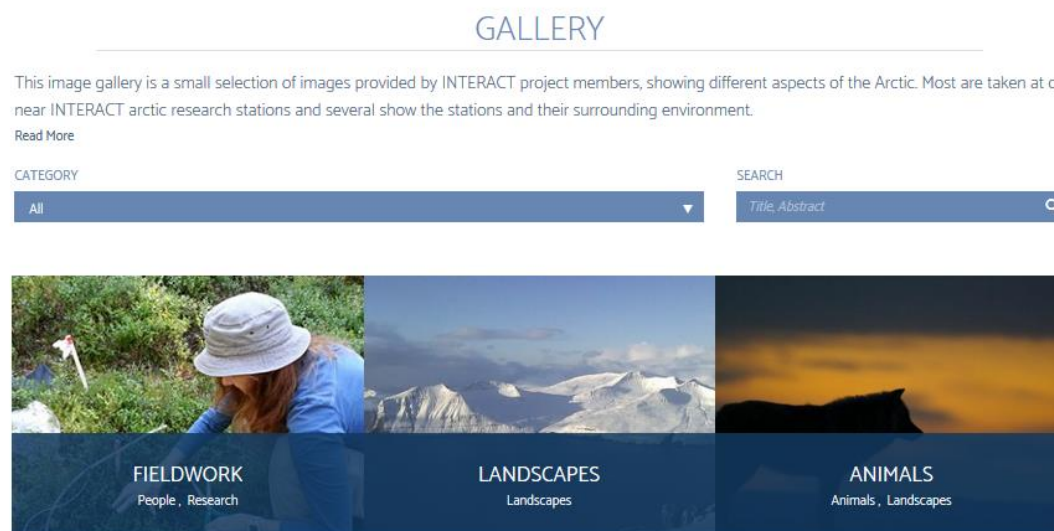 GALLERY
This image gallery is a small selection of images provided by INTERACT project members, showing different aspects of the Arctic. Most are taken at
near INTERACT arctic research stations and several show the stations and their surrounding environment.
Read More
CATEGORY
SEARCH
All
Title, Abstract
FIELDWORK
LANDSCAPES
ANIMALS
People, Research
Landscapes
Animals, Landscapes